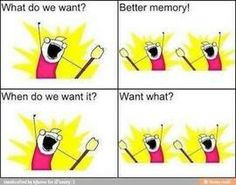 What do we want?
Better memory!
When do we want it?
Want what?